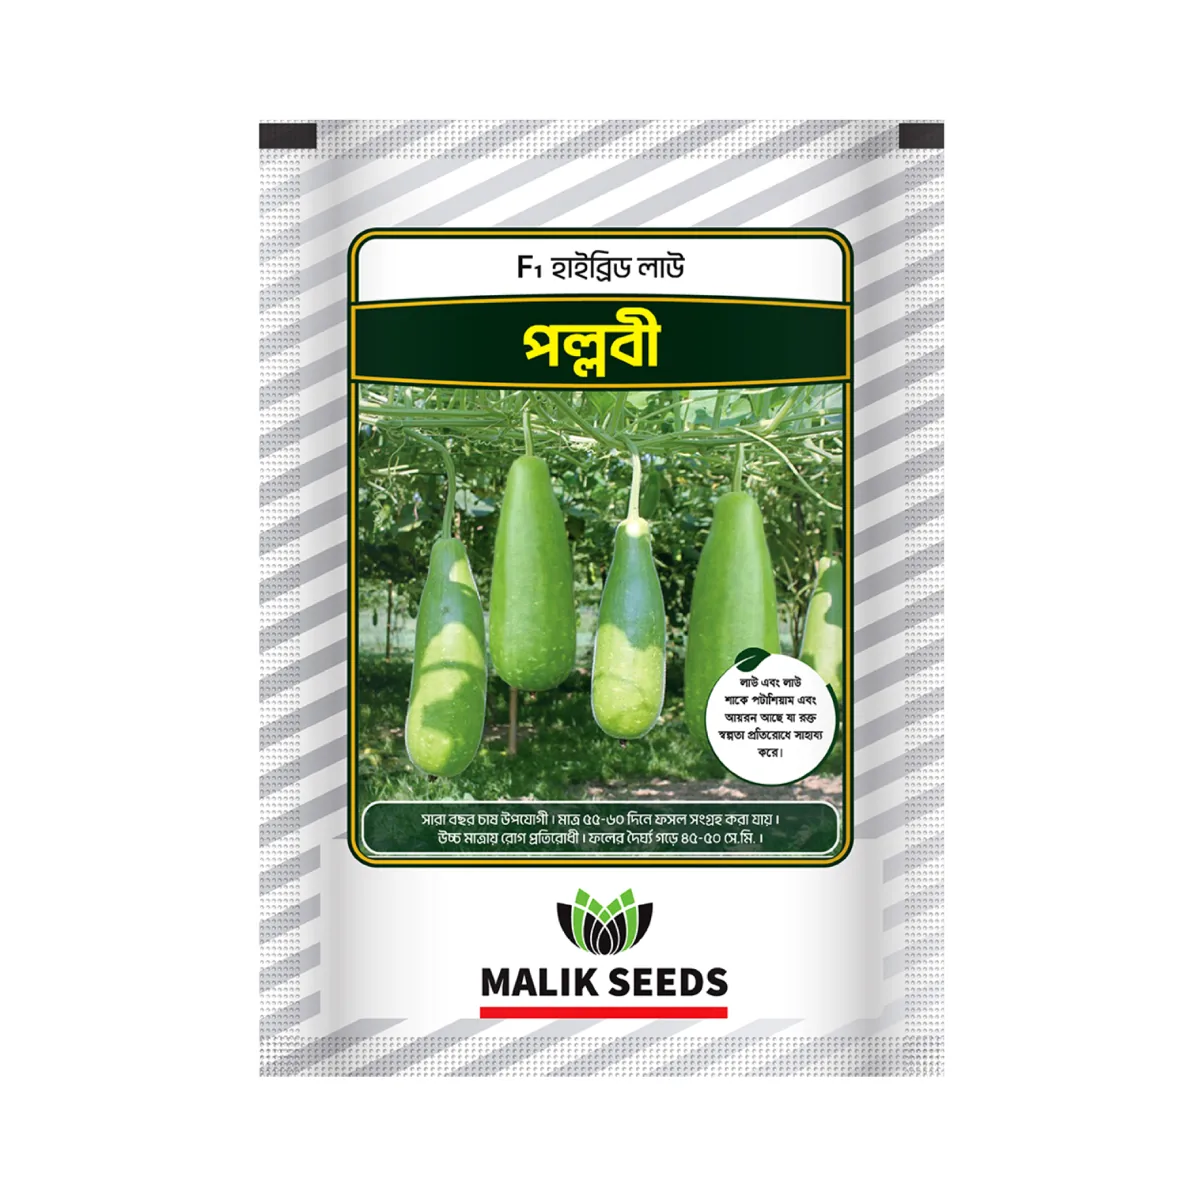 F₁ হাইব্রিড লাউ
পল্লবী
লাউ এবং লাউ
শাকে পটাশিয়াম এবং
আয়রন আছে যা রক্ত
স্বল্পতা প্রতিরোধে সাহায্য
করে।
সারা বছর চাষ উপযোগী। মাত্র ৫৫-৬০ দিনে ফসল সংগ্রহ করা যায়।
উচ্চ মাত্রায় রোগ প্রতিরোধী। ফলের দৈর্ঘ্য গড়ে ৪৫-৫০ সে.মি.।
MALIK SEEDS